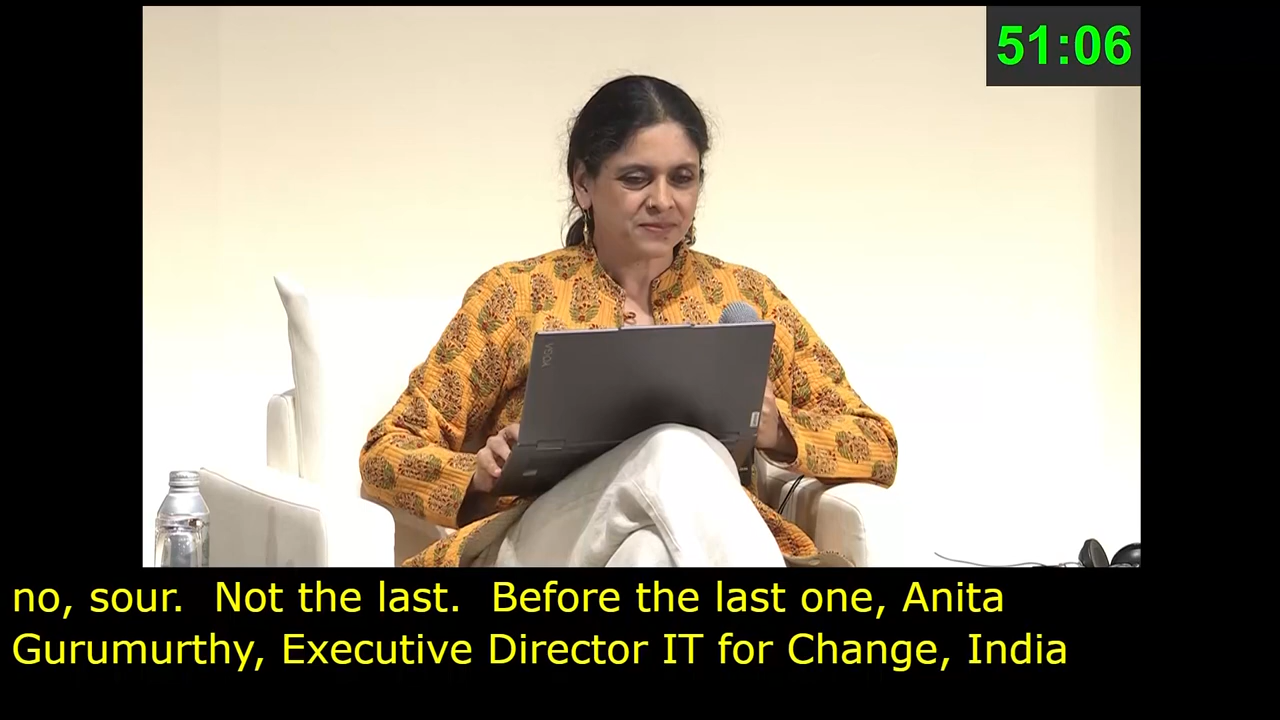 51:06
YOGA
no, sour.  Not the last.  Before the last one, Anita
Gurumurthy, Executive Director IT for Change, India